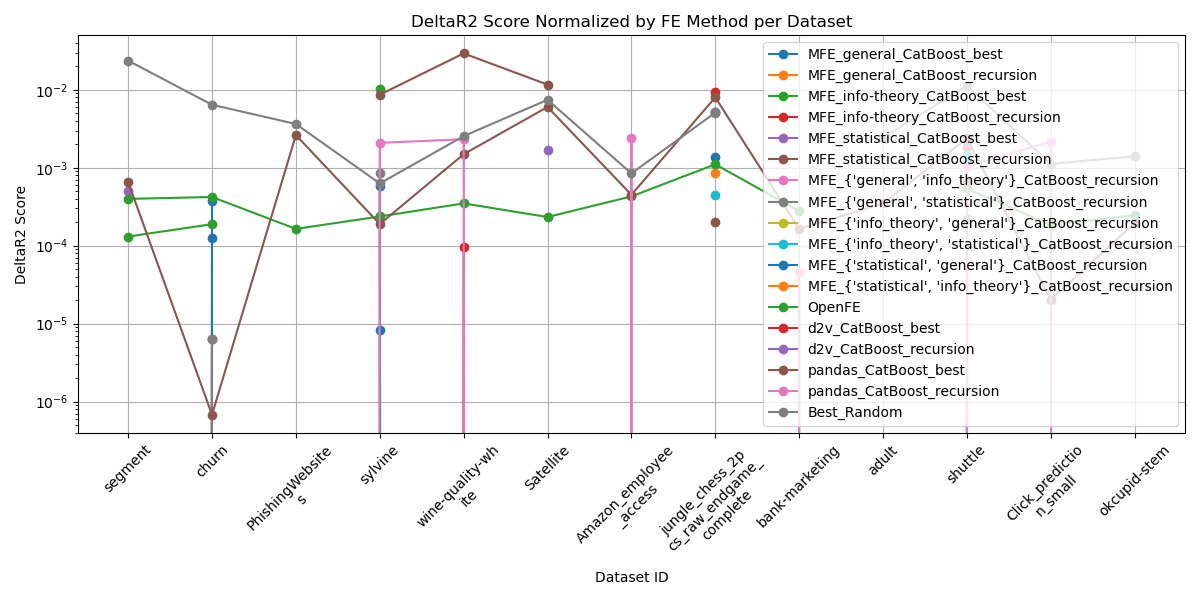 DeltaR2 Score Normalized by FE Method per Dataset
DeltaR2 Score
10⁻²
10⁻³
10⁻⁴
10⁻⁵
10⁻⁶
MFE_general_CatBoost_best
MFE_general_CatBoost_recursion
MFE_info-theory_CatBoost_best
MFE_info-theory_CatBoost_recursion
MFE_statistical_CatBoost_best
MFE_statistical_CatBoost_recursion
MFE_{'general', 'info_theory'}_CatBoost_recursion
MFE_{'general', 'statistical'}_CatBoost_recursion
MFE_{'info_theory', 'general'}_CatBoost_recursion
MFE_{'info_theory', 'statistical'}_CatBoost_recursion
MFE_{'statistical', 'general'}_CatBoost_recursion
MFE_{'statistical', 'info_theory'}_CatBoost_recursion
OpenFE
d2v_CatBoost_best
d2v_CatBoost_recursion
pandas_CatBoost_best
pandas_CatBoost_recursion
Best_Random
segment
churn
PhishingWebsite
s
sylvine
wine-quality-wh
ite
Satellite
Amazon_employee
_access
jungle_chess_2p
cs_raw_endgame_
complete
bank-marketing
adult
shuttle
Click_predictio
n_small
okcupid-stem
Dataset ID